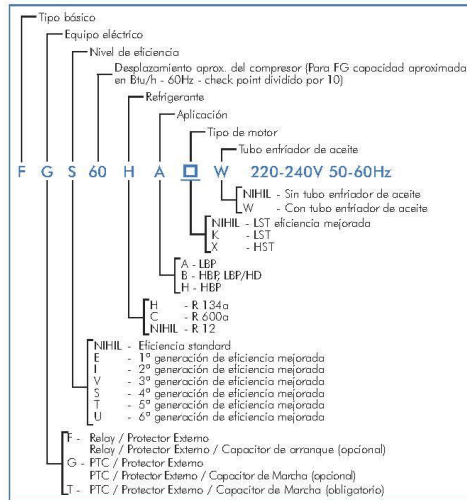 Tipo básico
Equipo eléctrico
Nivel de eficiencia
Desplazamiento aprox. del compresor (Para FG capacidad aproximada
en Btu/h - 60Hz - check point dividido por 10)
Refrigerante
Aplicación
Tipo de motor
Tubo enfriador de aceite
F G S 60 H A W 220-240V 50-60Hz
NIHIL - Sin tubo enfriador de aceite
W - Con tubo enfriador de aceite
NIHIL - LST eficiencia mejorada
K - LST
X - HST
A - LBP
B - HBP, LBP/HD
H - HBP
H - R 134a
C - R 600a
NIHIL - R 12
NIHIL - Eficiencia standard
E - 1ª generación de eficiencia mejorada
I - 2ª generación de eficiencia mejorada
V - 3ª generación de eficiencia mejorada
S - 4ª generación de eficiencia mejorada
T - 5ª generación de eficiencia mejorada
U - 6ª generación de eficiencia mejorada
F - Relay / Protector Externo
Relay / Protector Externo / Capacitor de arranque (opcional)
G - PTC / Protector Externo
PTC / Protector Externo / Capacitor de Marcha (opcional)
T - PTC / Protector Externo / Capacitor de Marcha (obligatorio)